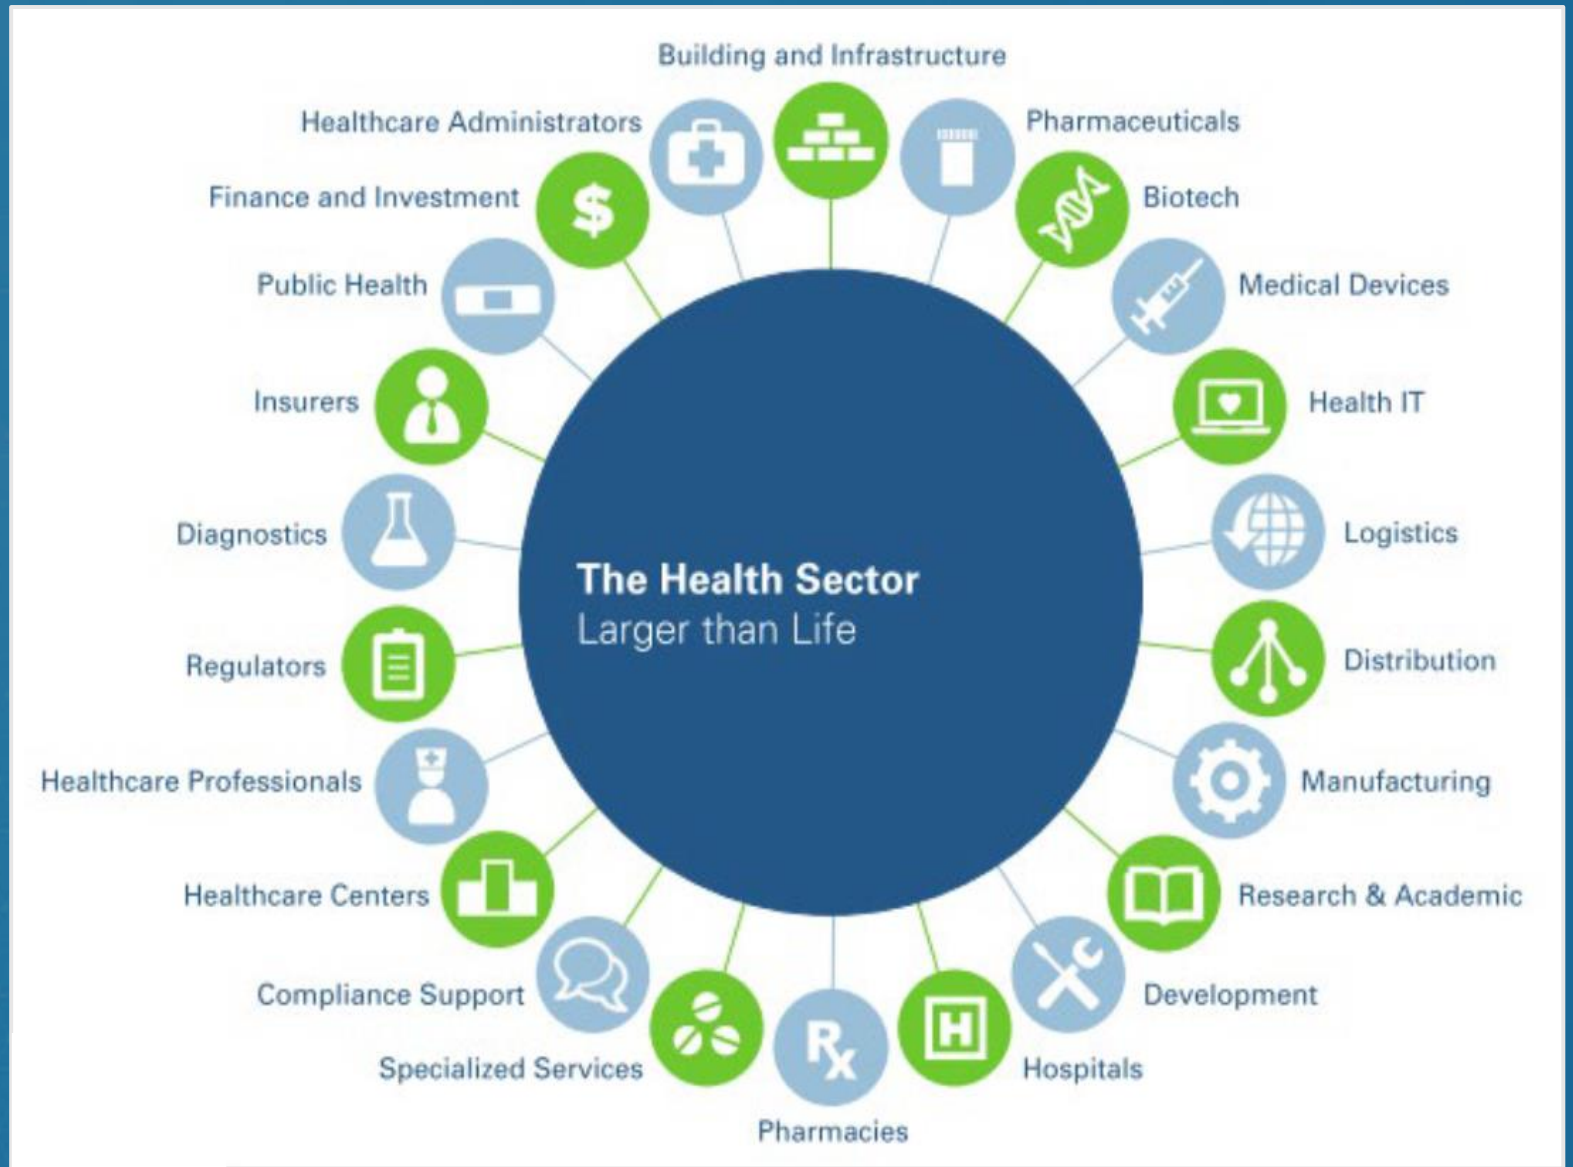 Building and Infrastructure
Healthcare Administrators
Pharmaceuticals
Finance and Investment
$
Biotech
Public Health
Medical Devices
Insurers
Health IT
Diagnostics
Logistics
The Health Sector
Larger than Life
Regulators
Distribution
Healthcare Professionals
Manufacturing
Healthcare Centers
Research & Academic
Compliance Support
Development
Specialized Services
Rx
H
Hospitals
Pharmacies